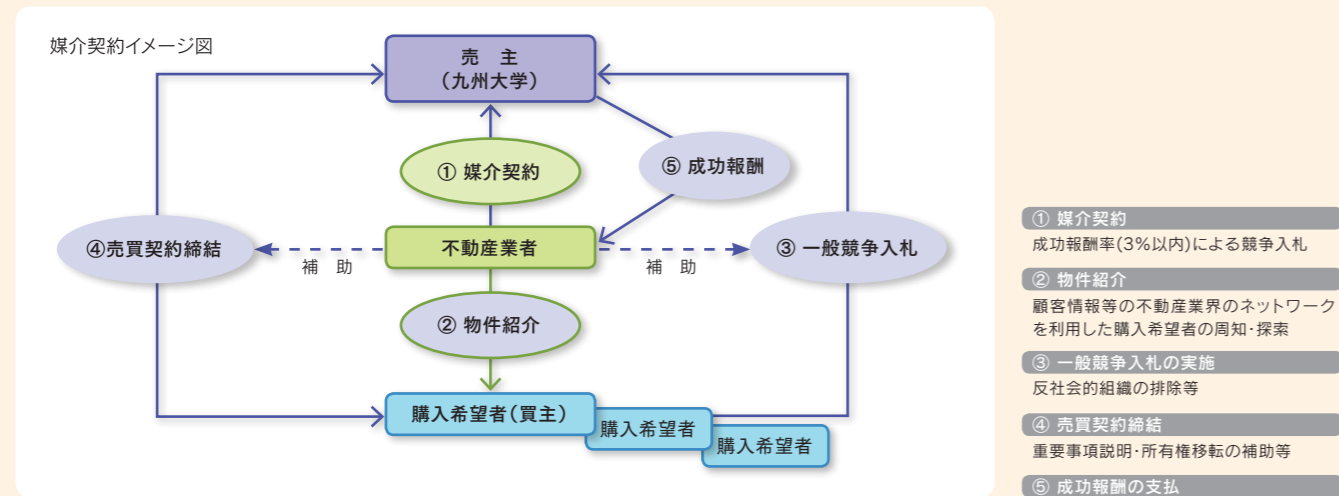 媒介契約イメージ図
売 主
(九州大学)
① 媒介契約
⑤ 成功報酬
④売買契約締結
補 助
不動産業者
補 助
③ 一般競争入札
② 物件紹介
購入希望者(買主)
購入希望者
購入希望者
① 媒介契約
成功報酬率(3%以内)による競争入札
② 物件紹介
顧客情報等の不動産業界のネットワーク
を利用した購入希望者の周知・探索
③ 一般競争入札の実施
反社会的組織の排除等
④ 売買契約締結
重要事項説明・所有権移転の補助等
⑤ 成功報酬の支払